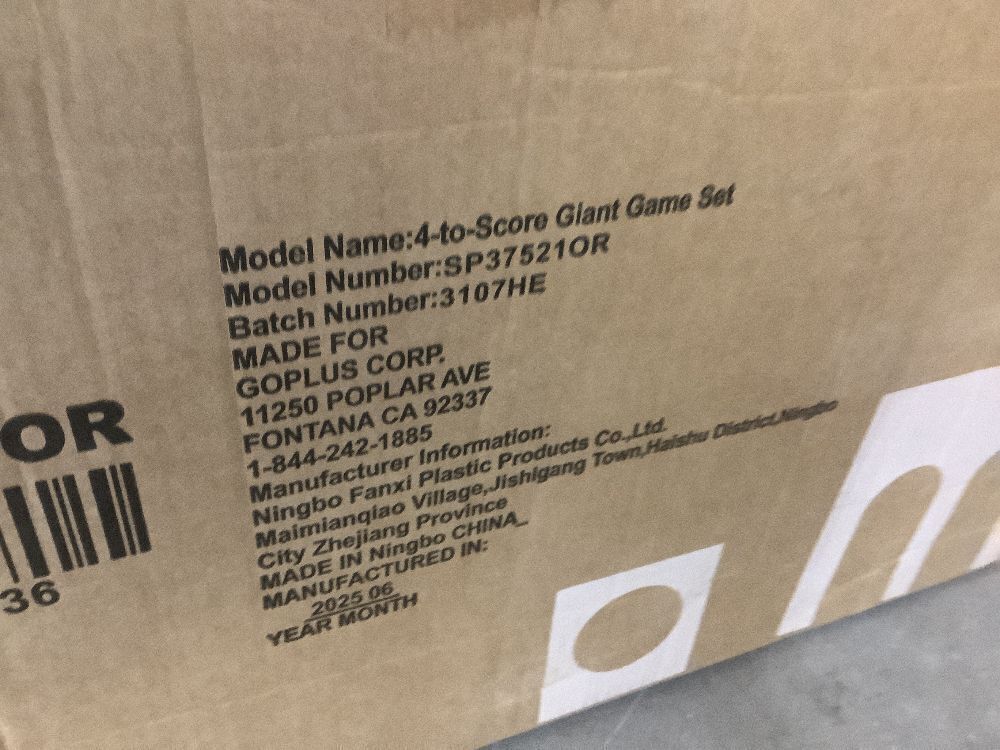 Model Name:4-to-Score Giant Game Set
Model Number:SP37521OR
Batch Number:3107HE
MADE FOR
GOPLUS CORP.
11250 POPLAR AVE
FONTANA CA 92337
1-844-242-1885
Manufacturer Information:
Ningbo Fanxi Plastic Products Co.,Ltd.
Maimianqiao Village,Jishigang Town,Haishu District,Ningbo
City Zhejiang Province
MADE IN Ningbo CHINA
MANUFACTURED IN:
2025 06
YEAR MONTH
OR
36